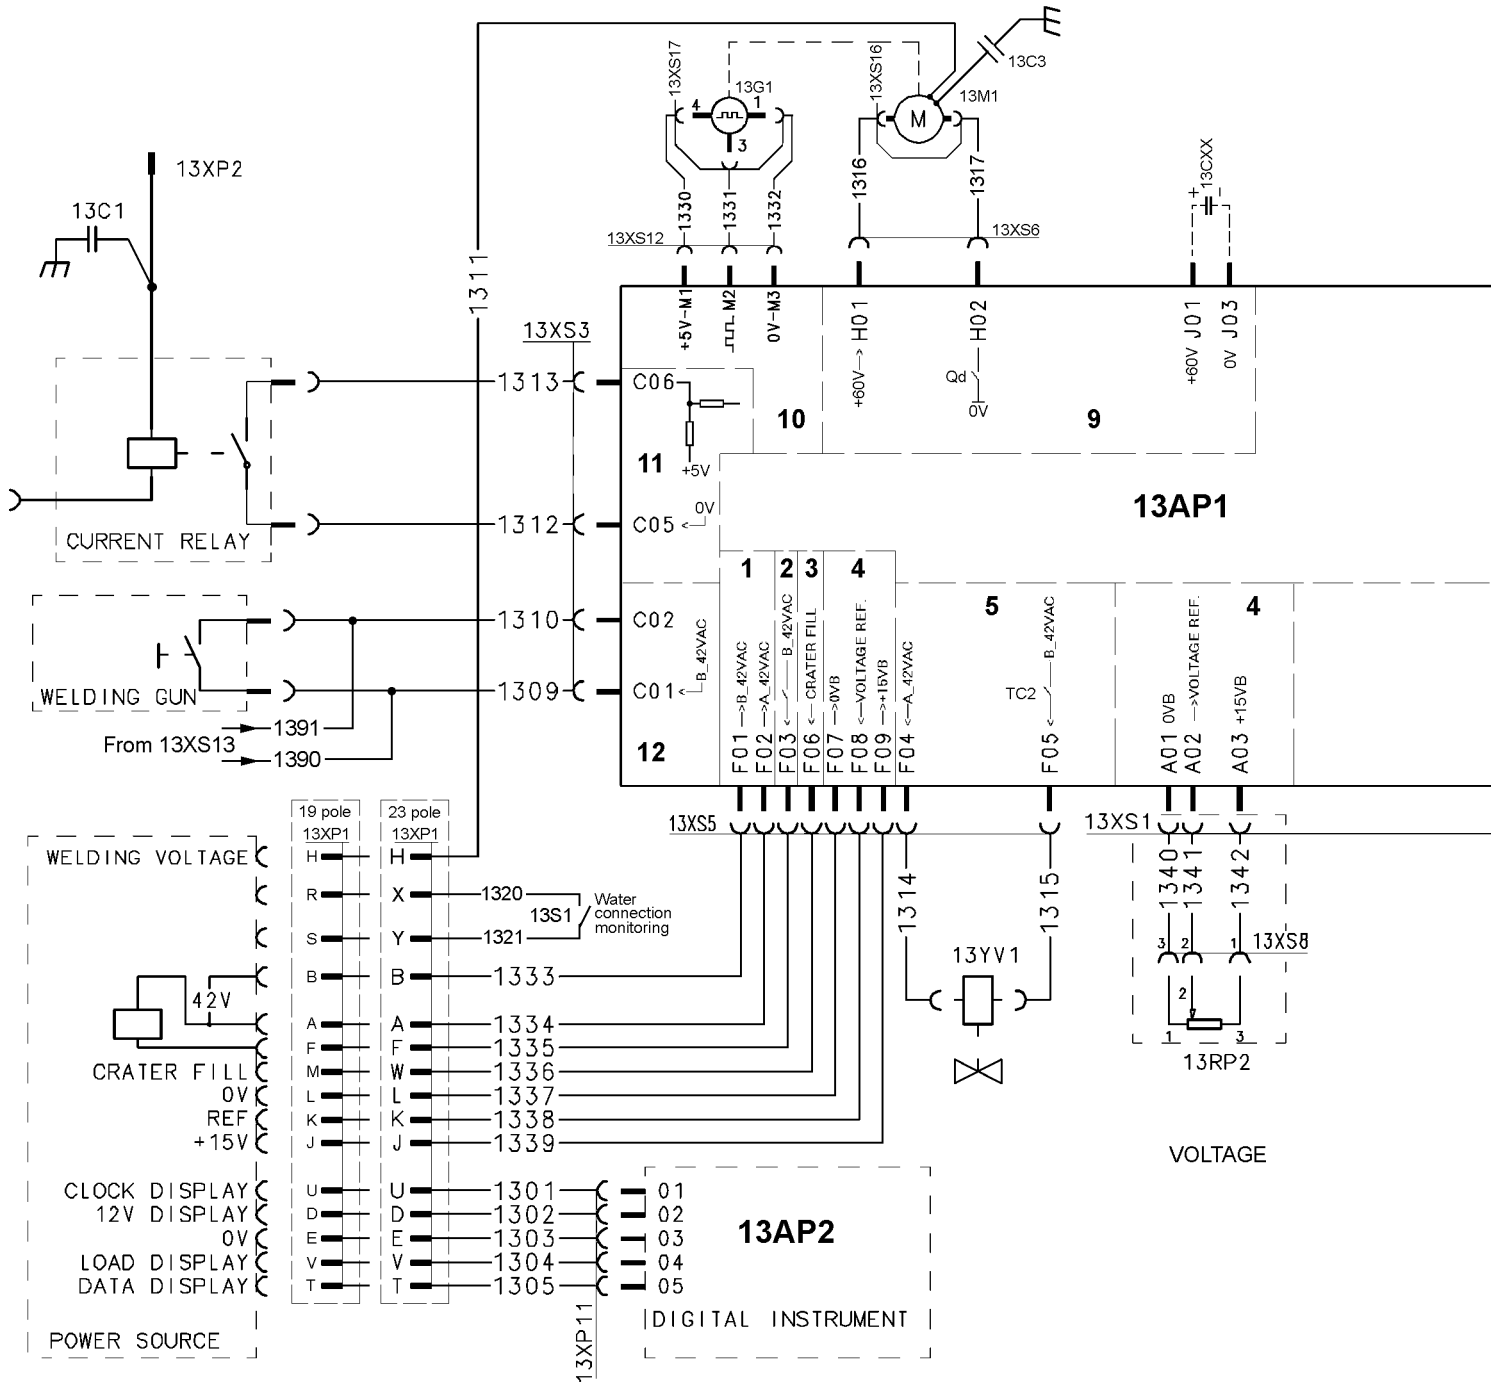 13XS17
13G1
4
1
3
13XS16
13M1
M
13C3
13XP2
13C1
1311
1330
1331
1332
1316
1317
13CXX
+
-
13XS12
13XS6
+5V-M1
M2
0V-M3
H01
+60V
H02
Qd
0V
J01
+60V
J03
0V
13XS3
1313
C06
10
9
11
+5V
13AP1
1312
C05
0V
CURRENT RELAY
1
2
3
4
5
4
1310
C02
B_42VAC
1309
C01
12
WELDING GUN
From 13XS13
1391
1390
F01 B_42VAC
F02 A_42VAC
F03 B_42VAC
F06 CRATER FILL
F07 0VB
F08 VOLTAGE REF.
F09 +15VB
F04 A_42VAC
F05 B_42VAC
TC2
A01 0VB
A02 VOLTAGE REF.
A03 +15VB
13XS5
13XS1
19 pole
13XP1
23 pole
13XP1
WELDING VOLTAGE
H
H
R
X
1320
13S1
Water
connection
monitoring
S
Y
1321
42V
B
B
1333
A
A
1334
F
F
1335
CRATER FILL
M
W
1336
0V
L
L
1337
REF
K
K
1338
+15V
J
J
1339
1314
1315
13YV1
1340
1341
1342
3
2
1
13XS8
2
1
3
13RP2
VOLTAGE
CLOCK DISPLAY
U
U
1301
01
12V DISPLAY
D
D
1302
02
0V
E
E
1303
03
LOAD DISPLAY
V
V
1304
04
DATA DISPLAY
T
T
1305
05
13AP2
DIGITAL INSTRUMENT
13XP11
POWER SOURCE